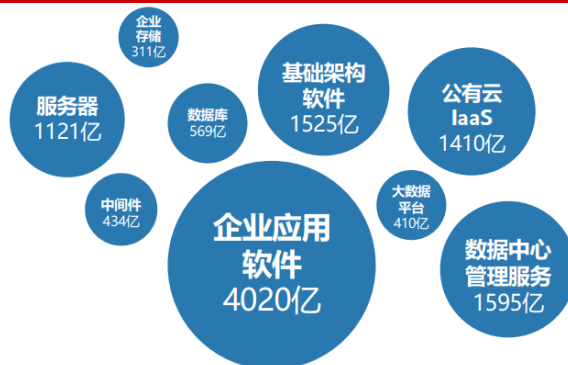 企业
存储
311亿
服务器
1121亿
数据库
569亿
基础架构
软件
1525亿
公有云
IaaS
1410亿
中间件
434亿
企业应用
软件
4020亿
大数据
平台
410亿
数据中心
管理服务
1595亿